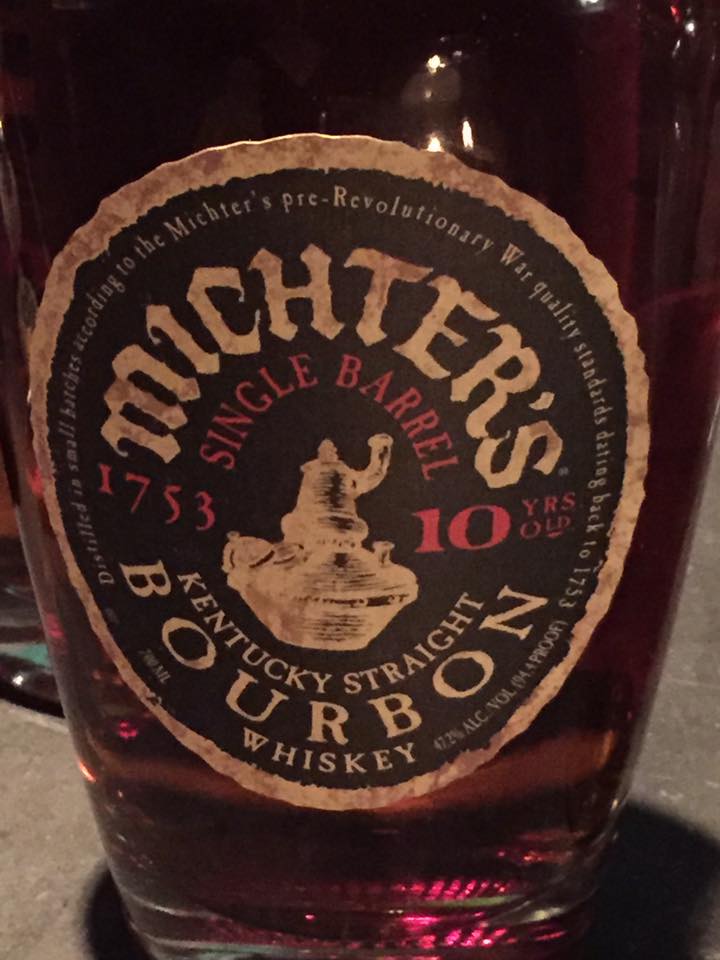 Distilled in small batches according to the Michter's pre-Revolutionary War quality standards dating back to 1753
MICHTER'S
SINGLE BARREL
1753
10 YRS OLD
KENTUCKY STRAIGHT
BOURBON
WHISKEY
750 ML
47.2% ALC./VOL. (94.4 PROOF)